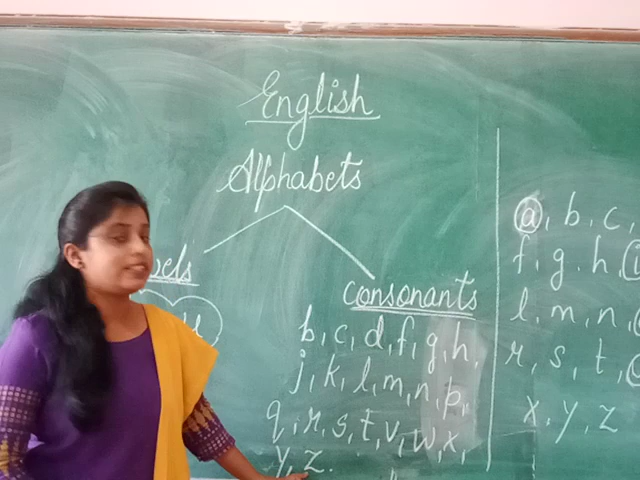 English
Alphabets
consonants
b, c, d, f, g, h,
j, k, l, m, n, p,
q, r, s, t, v, w, x,
y, z.
a, b, c,
f, g, h, i
l, m, n,
r, s, t,
x, y, z